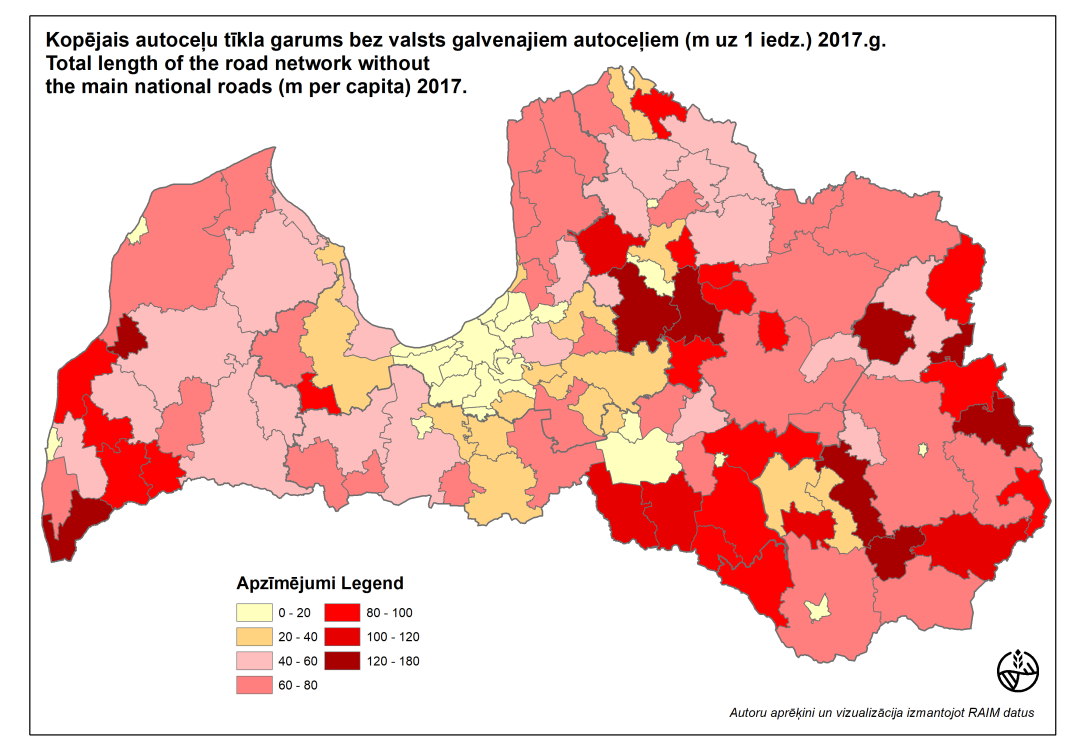 Kopējais autoceļu tīkla garums bez valsts galvenajiem autoceļiem (m uz 1 iedz.) 2017.g.
Total length of the road network without
the main national roads (m per capita) 2017.
Apzīmējumi Legend
0 - 20
20 - 40
40 - 60
60 - 80
80 - 100
100 - 120
120 - 180
Autoru aprēķini un vizualizācija izmantojot RAIM datus